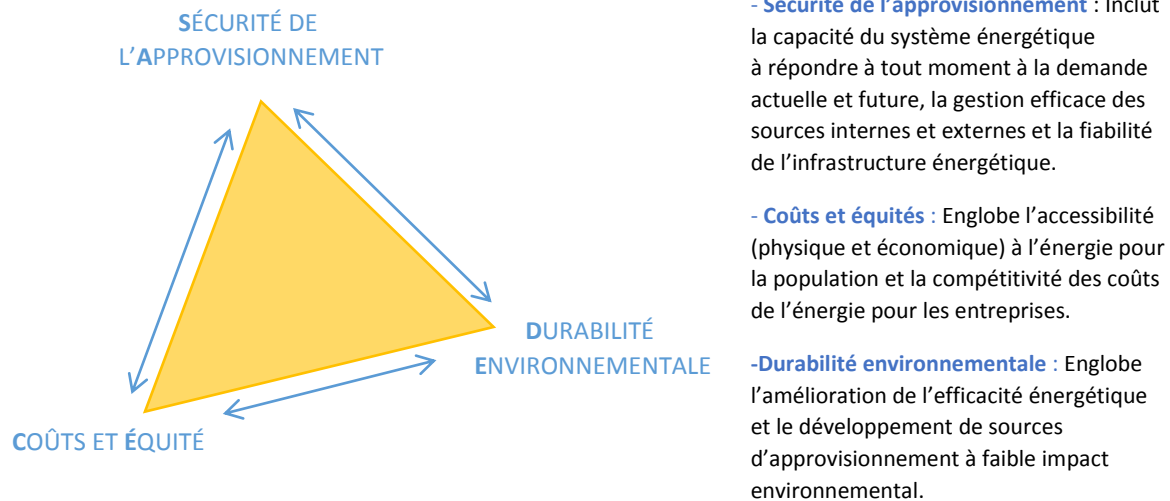 SÉCURITÉ DE
L’APPROVISIONNEMENT
DURABILITÉ
ENVIRONNEMENTALE
COÛTS ET ÉQUITÉ
- Sécurité de l’approvisionnement : Inclut
la capacité du système énergétique
à répondre à tout moment à la demande
actuelle et future, la gestion efficace des
sources internes et externes et la fiabilité
de l’infrastructure énergétique.
- Coûts et équités : Englobe l’accessibilité
(physique et économique) à l’énergie pour
la population et la compétitivité des coûts
de l’énergie pour les entreprises.
-Durabilité environnementale : Englobe
l’amélioration de l’efficacité énergétique
et le développement de sources
d’approvisionnement à faible impact
environnemental.